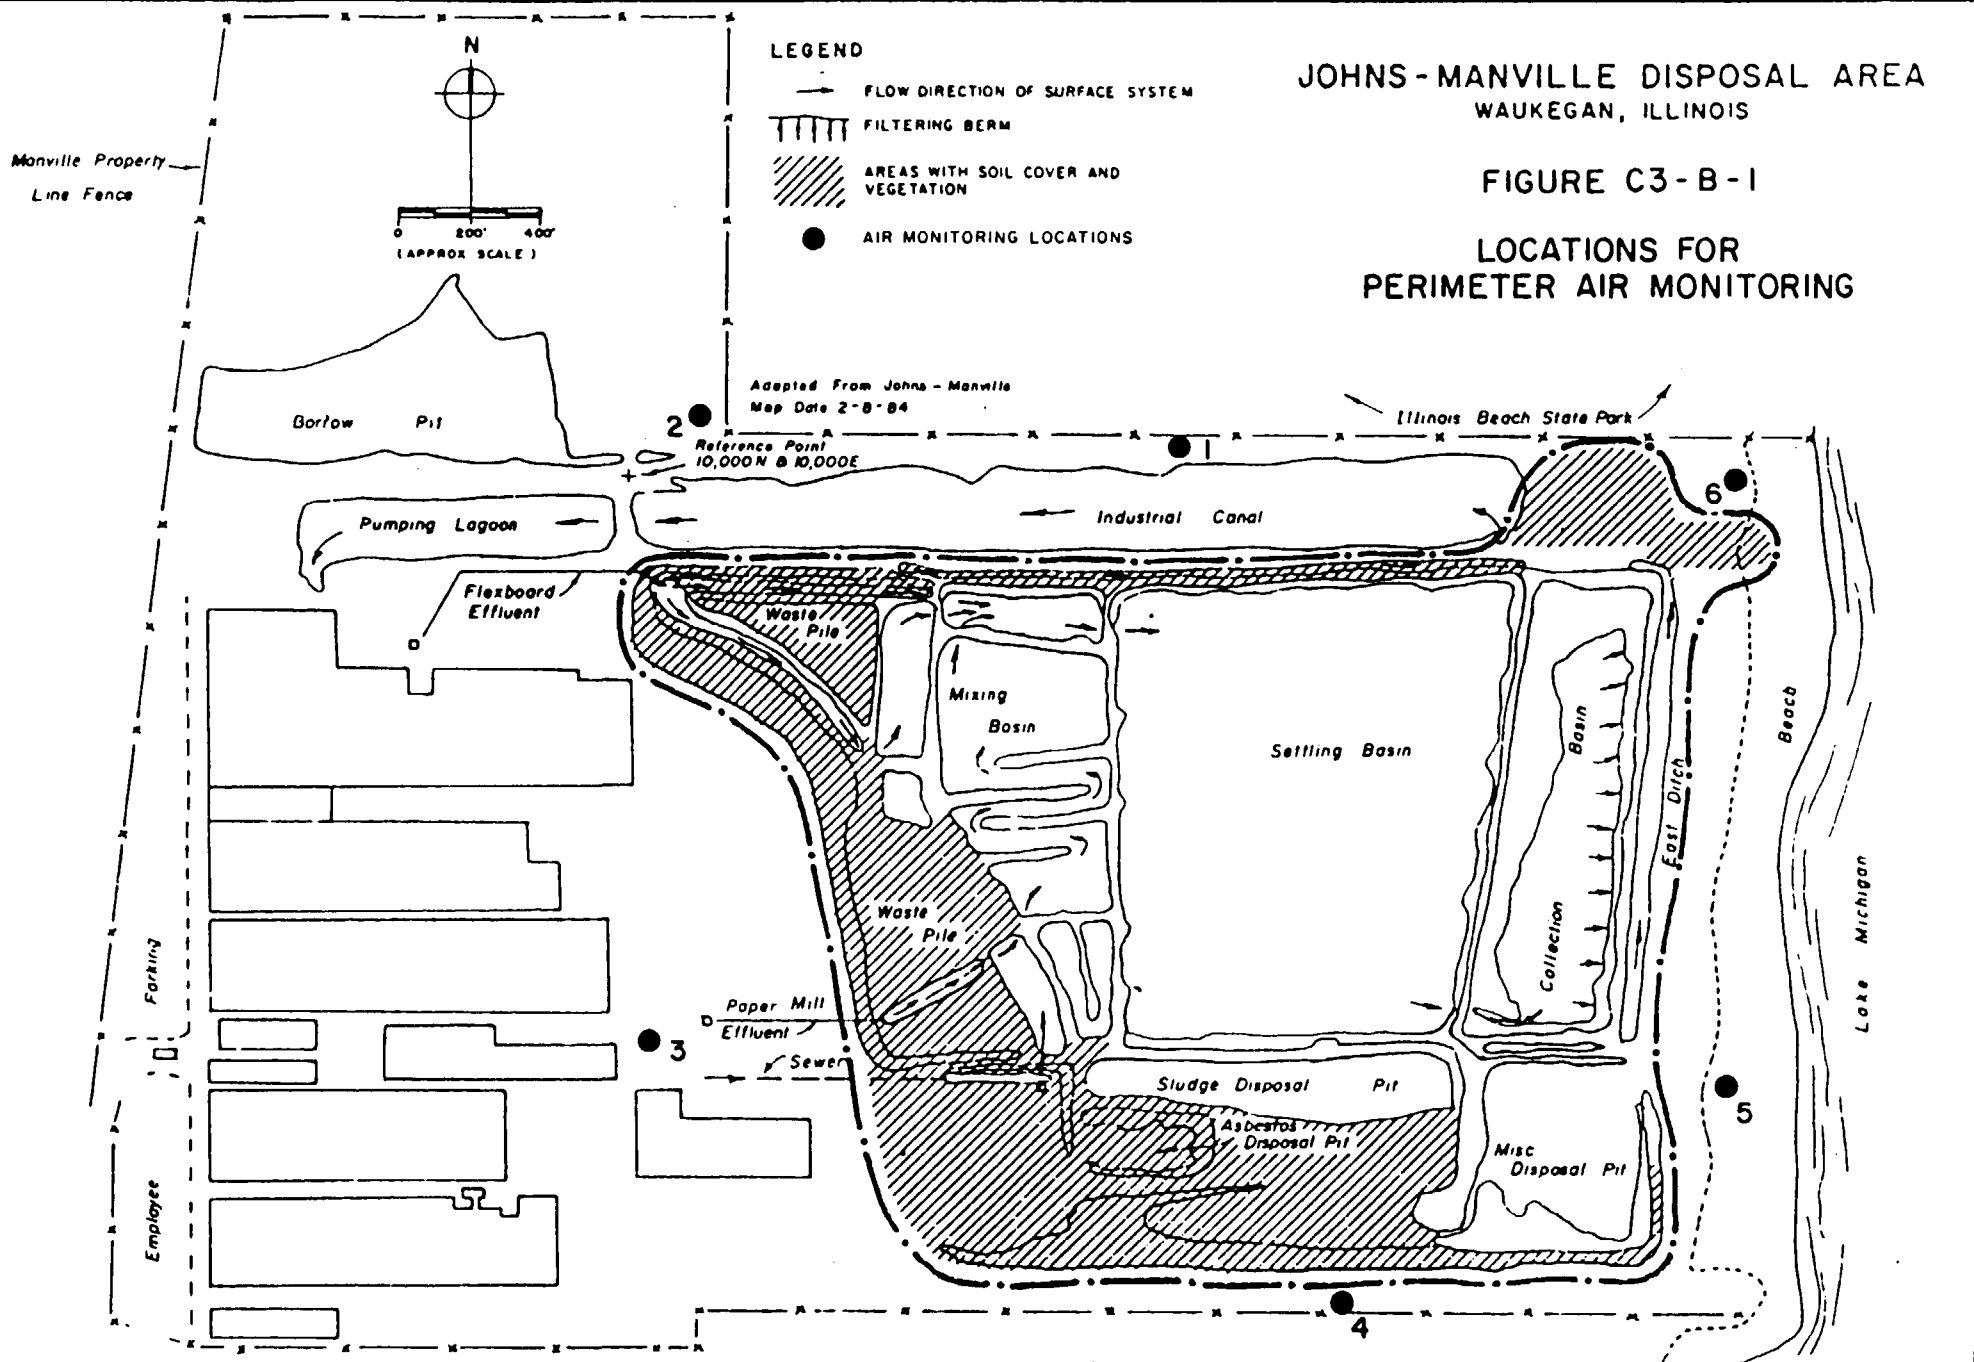 JOHNS-MANVILLE DISPOSAL AREA
WAUKEGAN, ILLINOIS
FIGURE C3-B-1
LOCATIONS FOR
PERIMETER AIR MONITORING
LEGEND
FLOW DIRECTION OF SURFACE SYSTEM
FILTERING BERM
AREAS WITH SOIL COVER AND
VEGETATION
AIR MONITORING LOCATIONS
N
0 200' 400'
(APPROX SCALE)
Manville Property
Line Fence
Adapted From Johns-Manville
Map Date 2-8-84
Illinois Beach State Park
Borrow Pit
2
Reference Point
10,000N & 10,000E
1
6
Pumping Lagoon
Industrial Canal
Flexboard
Effluent
Waste
Pile
Mixing
Basin
Settling Basin
Collection
Basin
East Ditch
Beach
Lake Michigan
Waste
Pile
Paper Mill
Effluent
3
Sewer
Sludge Disposal Pit
Asbestos
Disposal Pit
Misc
Disposal Pit
5
4
Employee
Parking